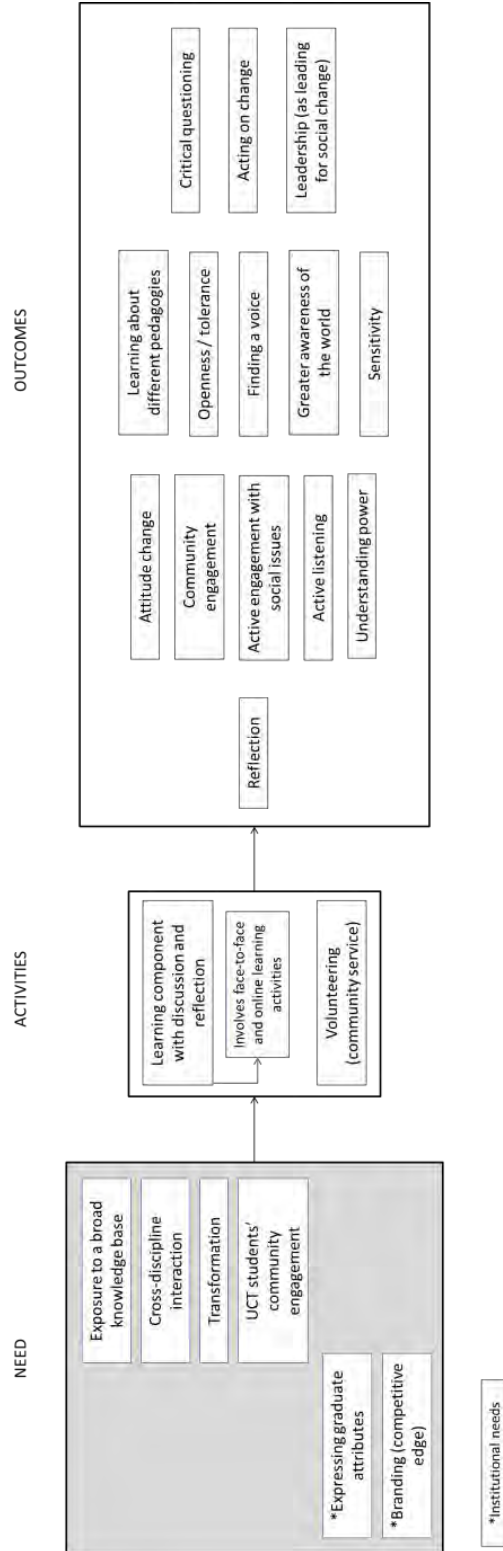 NEED
Exposure to a broad
knowledge base
Cross-discipline
interaction
Transformation
UCT students'
community
engagement
*Expressing graduate
attributes
*Branding (competitive
edge)
*Institutional needs
ACTIVITIES
Learning component
with discussion and
reflection
Involves face-to-face
and online learning
activities
Volunteering
(community service)
OUTCOMES
Reflection
Attitude change
Community
engagement
Active engagement with
social issues
Active listening
Understanding power
Learning about
different pedagogies
Openness / tolerance
Finding a voice
Greater awareness of
the world
Sensitivity
Critical questioning
Acting on change
Leadership (as leading
for social change)